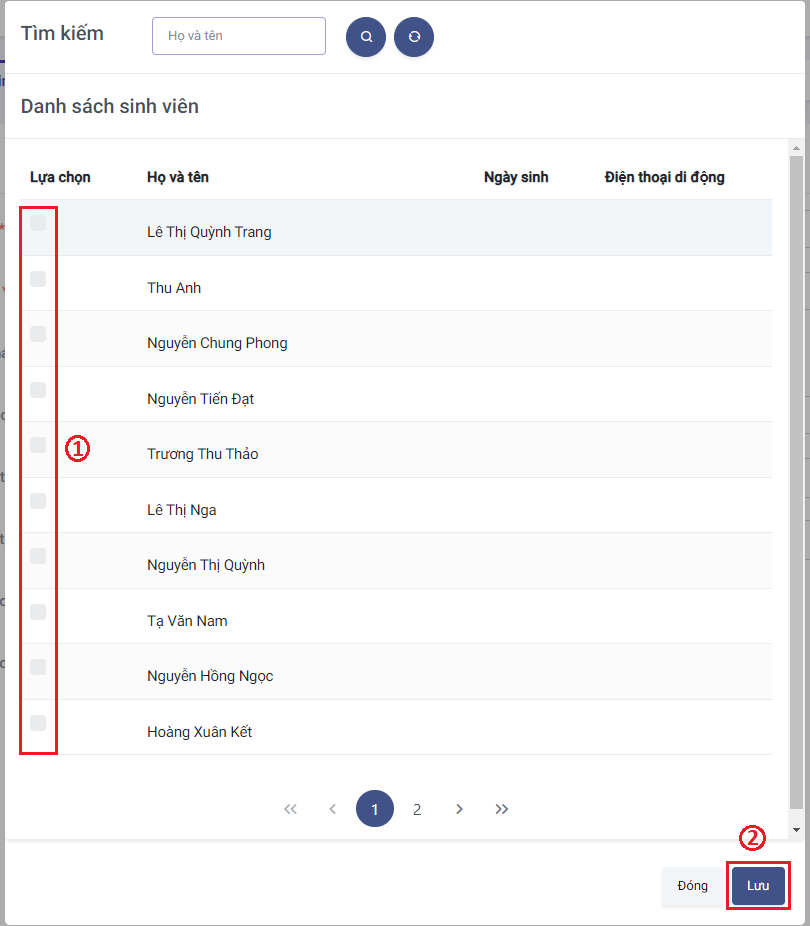 Tìm kiếm
Họ và tên
Danh sách sinh viên
Lựa chọn Họ và tên Ngày sinh Điện thoại di động
Lê Thị Quỳnh Trang
Thu Anh
Nguyễn Chung Phong
Nguyễn Tiến Đạt
1 Trương Thu Thảo
Lê Thị Nga
Nguyễn Thị Quỳnh
Tạ Văn Nam
Nguyễn Hồng Ngọc
Hoàng Xuân Kết
« ‹ 1 2 › »
2
Đóng Lưu